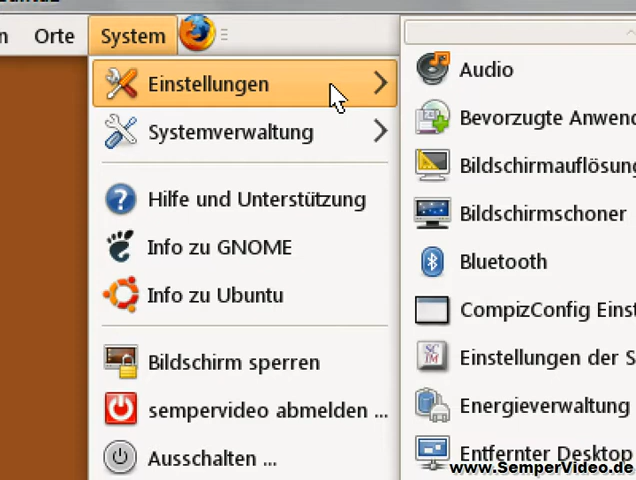 Orte System
Einstellungen
Systemverwaltung
Hilfe und Unterstützung
Info zu GNOME
Info zu Ubuntu
Bildschirm sperren
sempervideo abmelden ...
Ausschalten ...
Audio
Bevorzugte Anwend
Bildschirmauflösung
Bildschirmschoner
Bluetooth
CompizConfig Einst
Einstellungen der S
Energieverwaltung
Entfernter Desktop
www.SemperVideo.de